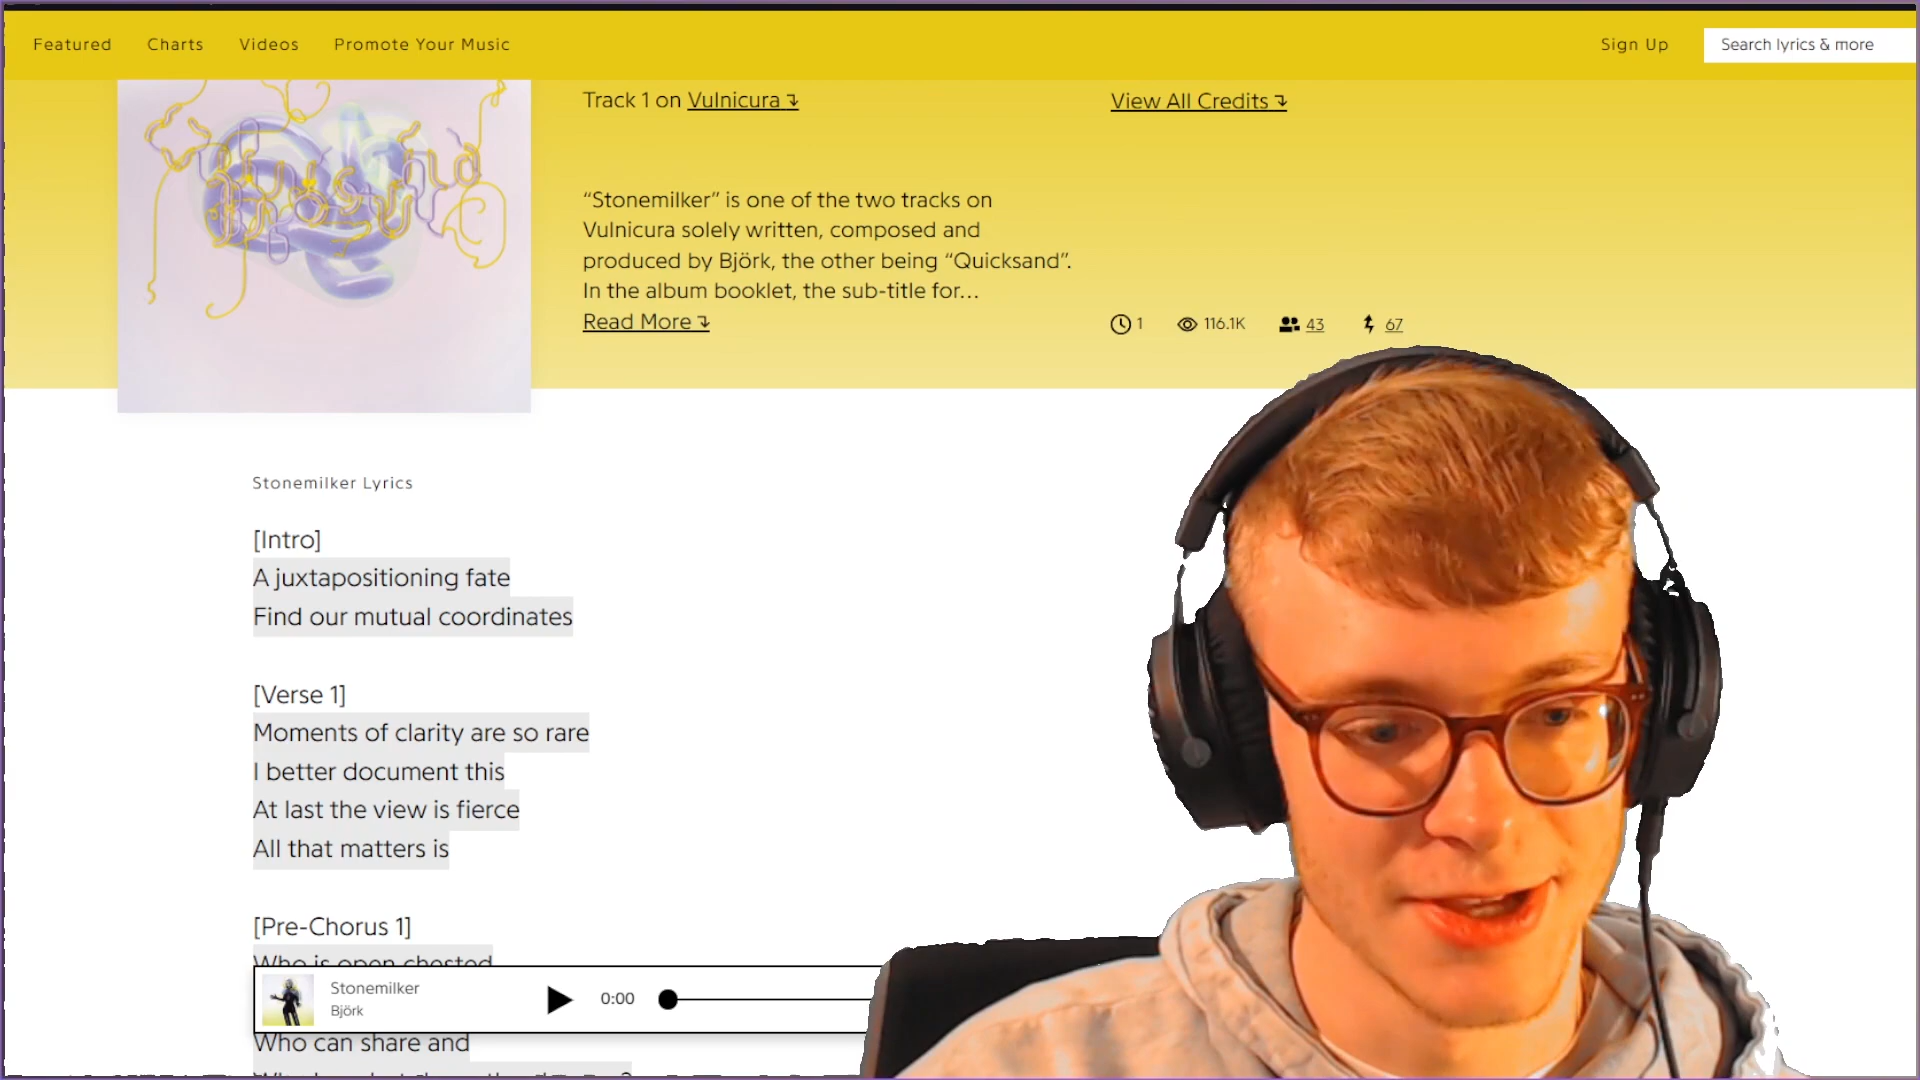 Featured Charts Videos Promote Your Music Sign Up Search lyrics & more
Track 1 on Vulnicura
View All Credits
“Stonemilker” is one of the two tracks on
Vulnicura solely written, composed and
produced by Björk, the other being “Quicksand”.
In the album booklet, the sub-title for...
Read More
1 116.1K 43 67
Stonemilker Lyrics
[Intro]
A juxtapositioning fate
Find our mutual coordinates
[Verse 1]
Moments of clarity are so rare
I better document this
At last the view is fierce
All that matters is
[Pre-Chorus 1]
Who is open chested
Stonemilker
Björk
0:00
Who can share and